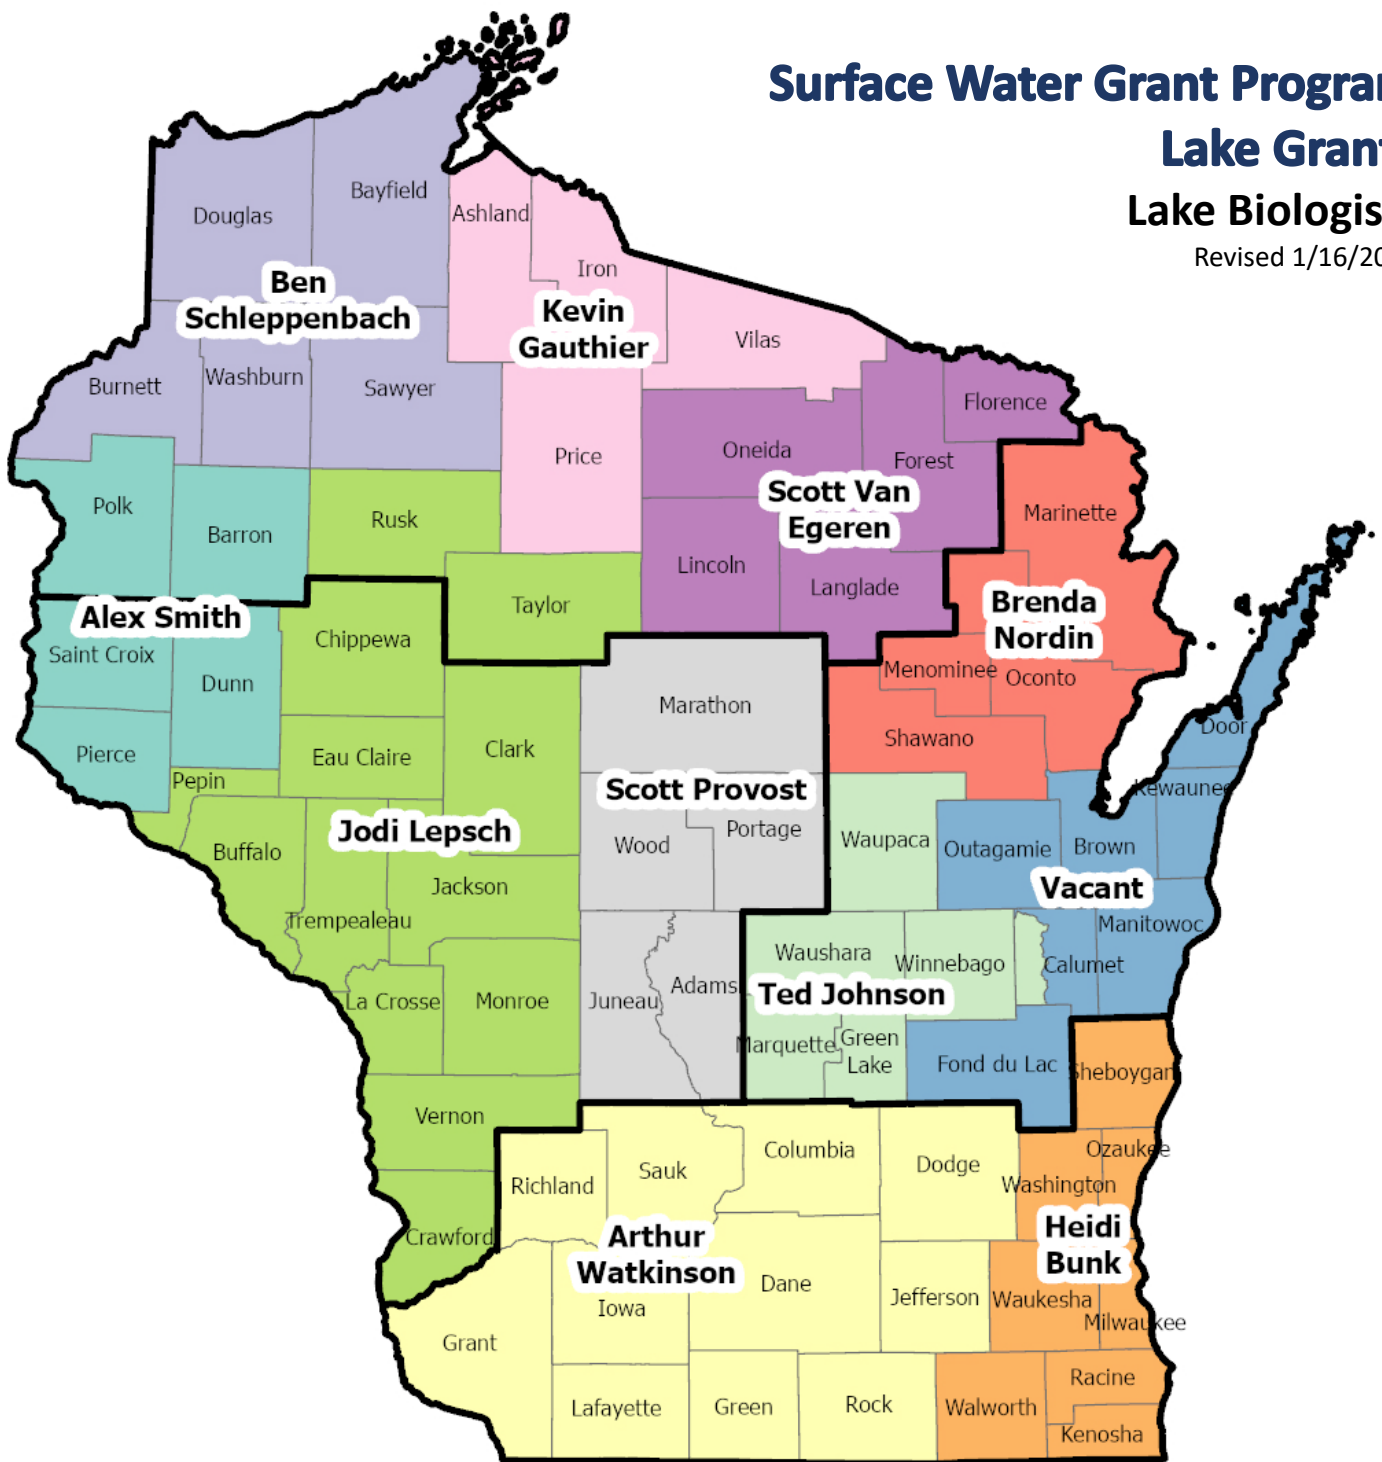 Surface Water Grant Progra
Lake Grant
Lake Biologis
Revised 1/16/20
Bayfield
Douglas
Ashland
Iron
Ben
Schleppenbach
Kevin
Gauthier
Vilas
Burnett
Washburn
Sawyer
Florence
Price
Oneida
Forest
Scott Van
Egeren
Polk
Barron
Rusk
Marinette
Lincoln
Langlade
Taylor
Brenda
Nordin
Alex Smith
Chippewa
Saint Croix
Dunn
Menominee
Oconto
Marathon
Shawano
Door
Pierce
Eau Claire
Clark
Pepin
Scott Provost
Kewaunee
Jodi Lepsch
Buffalo
Wood
Portage
Waupaca
Outagamie
Brown
Jackson
Vacant
Trempealeau
Manitowoc
Waushara
Winnebago
Calumet
La Crosse
Monroe
Juneau
Adams
Ted Johnson
Marquette
Green
Lake
Fond du Lac
Sheboygan
Vernon
Columbia
Dodge
Ozaukee
Richland
Sauk
Washington
Crawford
Arthur
Watkinson
Heidi
Bunk
Dane
Iowa
Jefferson
Waukesha
Milwaukee
Grant
Lafayette
Green
Rock
Walworth
Racine
Kenosha